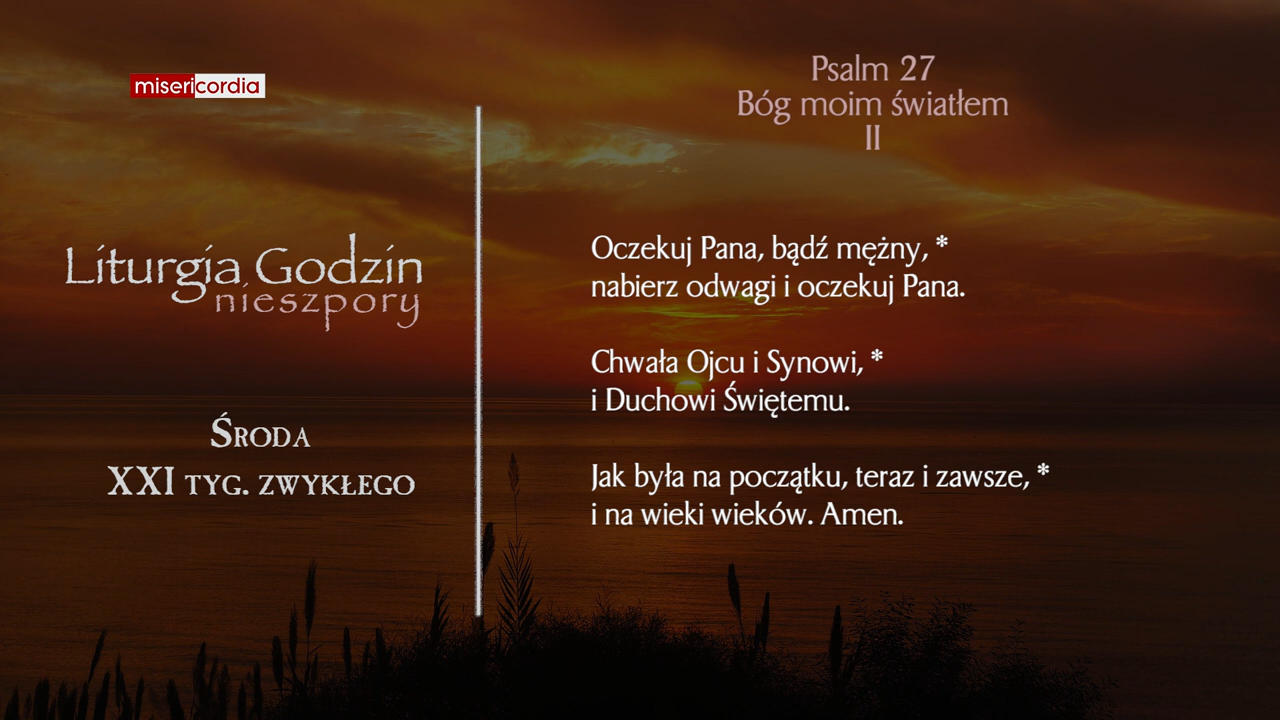 misericordia
Liturgia Godzin
nieszpory
Środa
XXI tyg. zwykłego
Psalm 27
Bóg moim światłem
II
Oczekuj Pana, bądź mężny, *
nabierz odwagi i oczekuj Pana.
Chwała Ojcu i Synowi, *
i Duchowi Świętemu.
Jak była na początku, teraz i zawsze, *
i na wieki wieków. Amen.